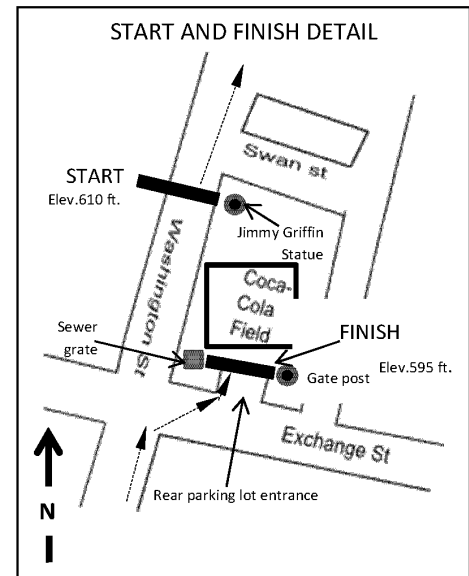 START AND FINISH DETAIL
Swan st
START
Elev.610 ft.
Jimmy Griffin
Statue
Washington St
Coca-
Cola
Field
Sewer
grate
FINISH
Elev.595 ft.
Gate post
Exchange St
Rear parking lot entrance
N